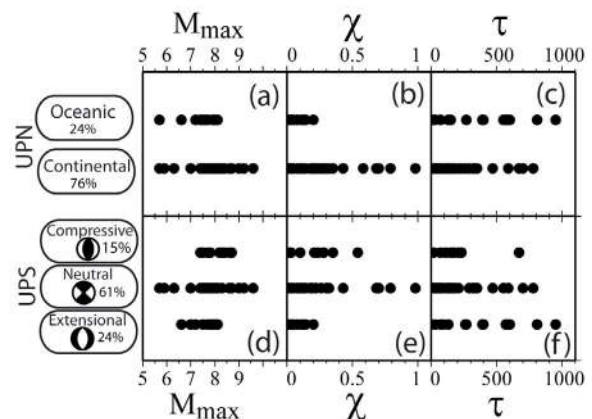 Mmax χ τ
5 6 7 8 9 0 0.5 1 0 500 1000
(a) (b) (c)
UPN
Oceanic
24%
Continental
76%
UPS
Compressive
15%
Neutral
61%
Extensional
24%
(d) (e) (f)
5 6 7 8 9 0 0.5 1 0 500 1000
Mmax χ τ